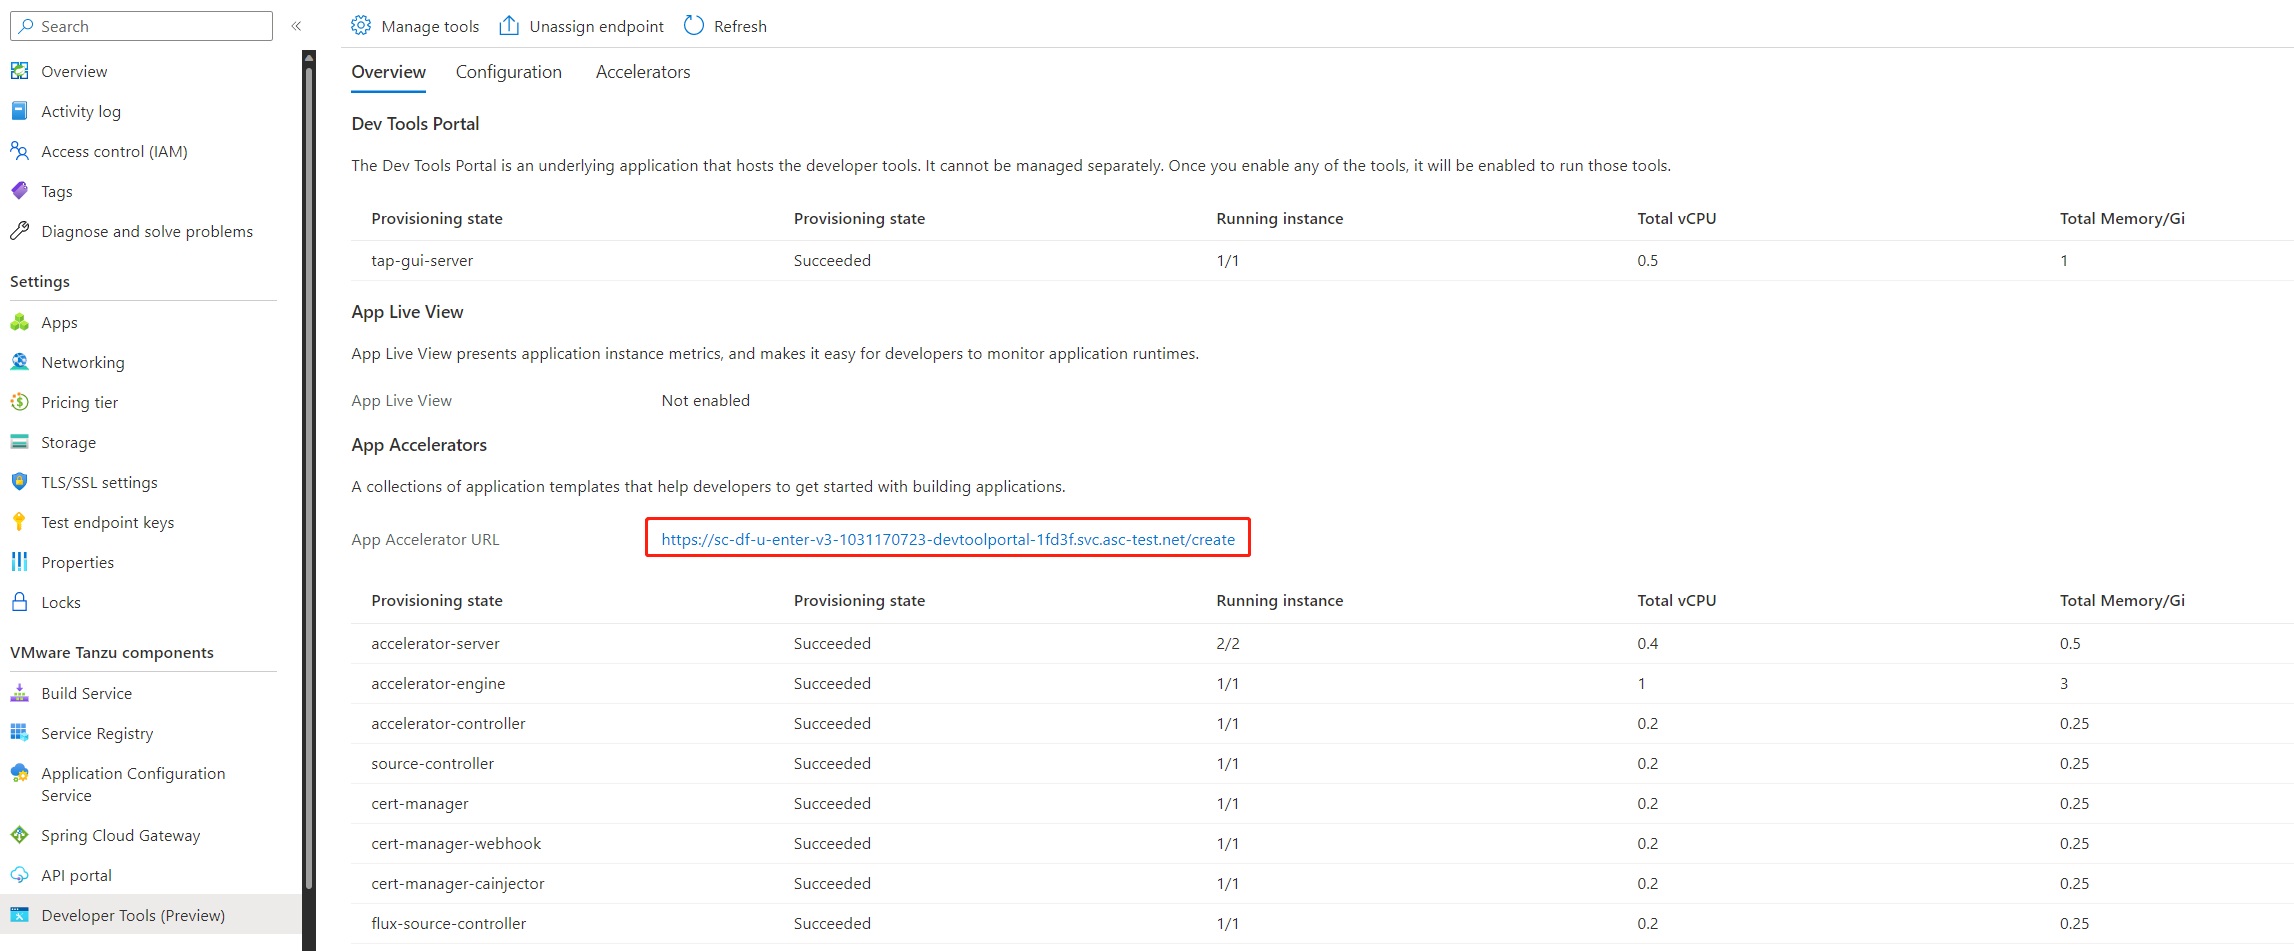 Search
Overview
Activity log
Access control (IAM)
Tags
Diagnose and solve problems
Settings
Apps
Networking
Pricing tier
Storage
TLS/SSL settings
Test endpoint keys
Properties
Locks
VMware Tanzu components
Build Service
Service Registry
Application Configuration
Service
Spring Cloud Gateway
API portal
Developer Tools (Preview)
Manage tools Unassign endpoint Refresh
Overview Configuration Accelerators
Dev Tools Portal
The Dev Tools Portal is an underlying application that hosts the developer tools. It cannot be managed separately. Once you enable any of the tools, it will be enabled to run those tools.
Provisioning state Provisioning state Running instance Total vCPU Total Memory/Gi
tap-gui-server Succeeded 1/1 0.5 1
App Live View
App Live View presents application instance metrics, and makes it easy for developers to monitor application runtimes.
App Live View Not enabled
App Accelerators
A collections of application templates that help developers to get started with building applications.
App Accelerator URL https://sc-df-u-enter-v3-1031170723-devtoolportal-1fd3f.svc.asc-test.net/create
Provisioning state Provisioning state Running instance Total vCPU Total Memory/Gi
accelerator-server Succeeded 2/2 0.4 0.5
accelerator-engine Succeeded 1/1 1 3
accelerator-controller Succeeded 1/1 0.2 0.25
source-controller Succeeded 1/1 0.2 0.25
cert-manager Succeeded 1/1 0.2 0.25
cert-manager-webhook Succeeded 1/1 0.2 0.25
cert-manager-cainjector Succeeded 1/1 0.2 0.25
flux-source-controller Succeeded 1/1 0.2 0.25